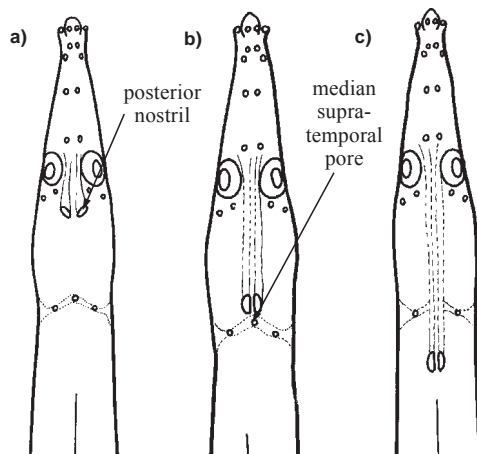 a)
b)
c)
posterior
nostril
median
supra-
temporal
pore